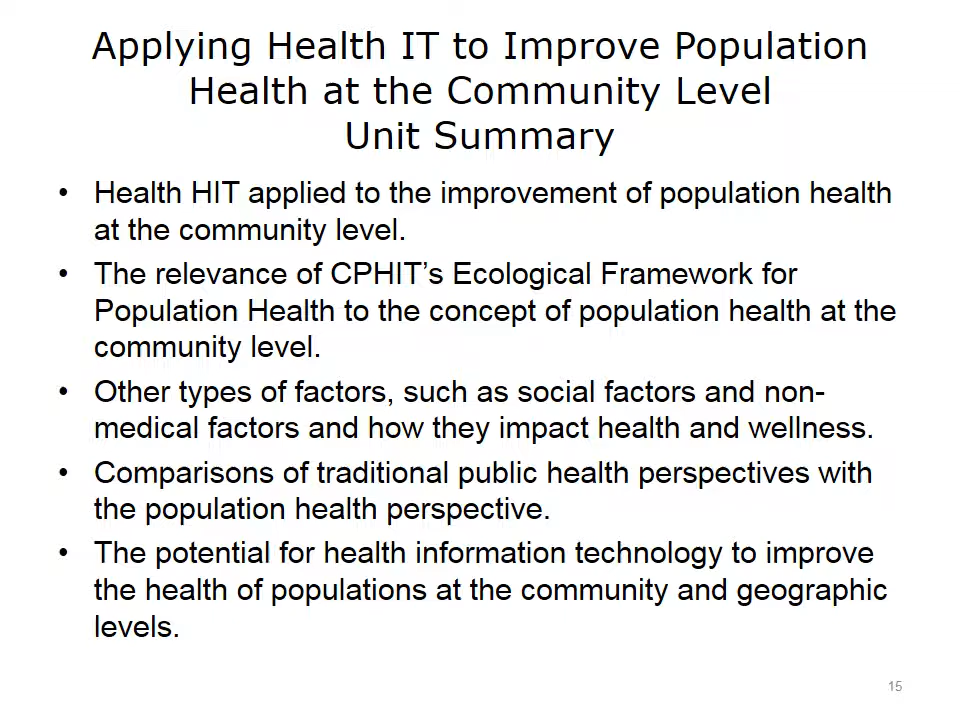 Applying Health IT to Improve Population
Health at the Community Level
Unit Summary
• Health HIT applied to the improvement of population health
at the community level.
• The relevance of CPHIT’s Ecological Framework for
Population Health to the concept of population health at the
community level.
• Other types of factors, such as social factors and non-
medical factors and how they impact health and wellness.
• Comparisons of traditional public health perspectives with
the population health perspective.
• The potential for health information technology to improve
the health of populations at the community and geographic
levels.
15